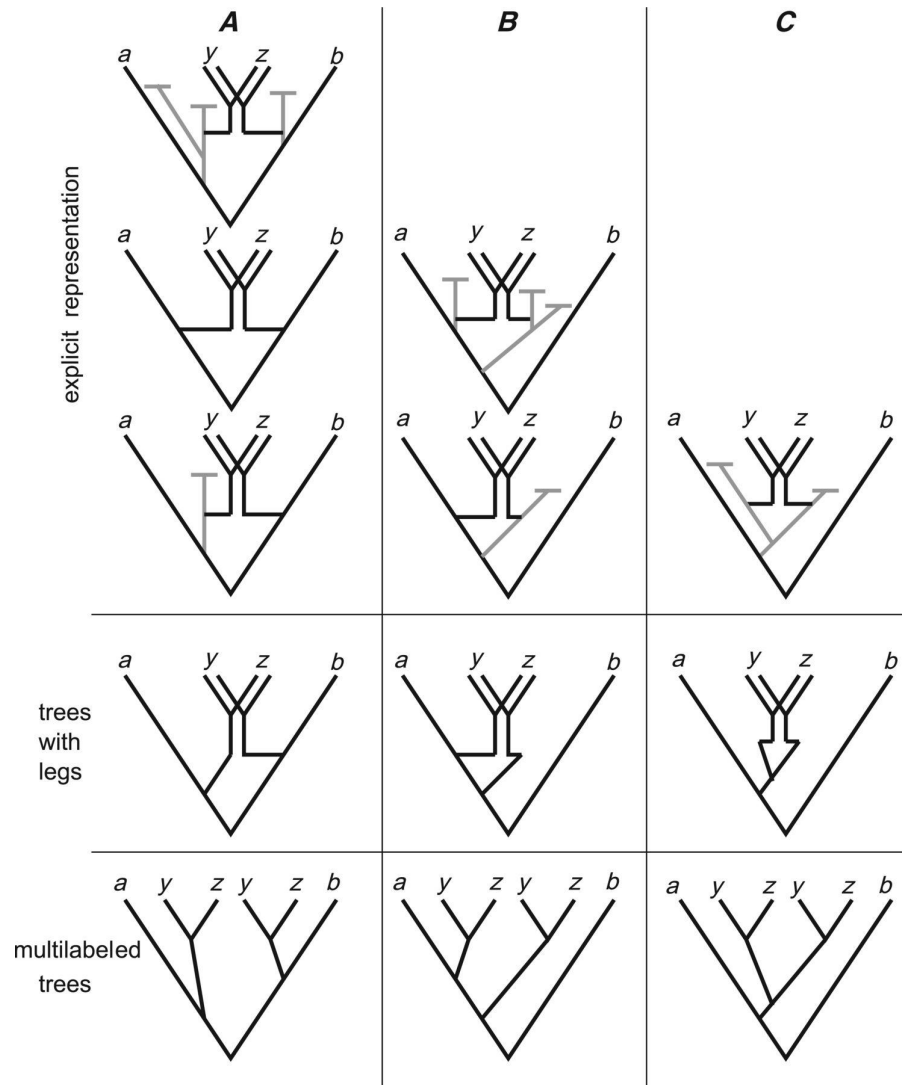 A B C
a y z b
explicit representation
a y z b a y z b
a y z b a y z b a y z b
trees
with
legs
a y z b a y z b a y z b
multilabeled
trees
a y z y z b a y z y z b a y z y z b